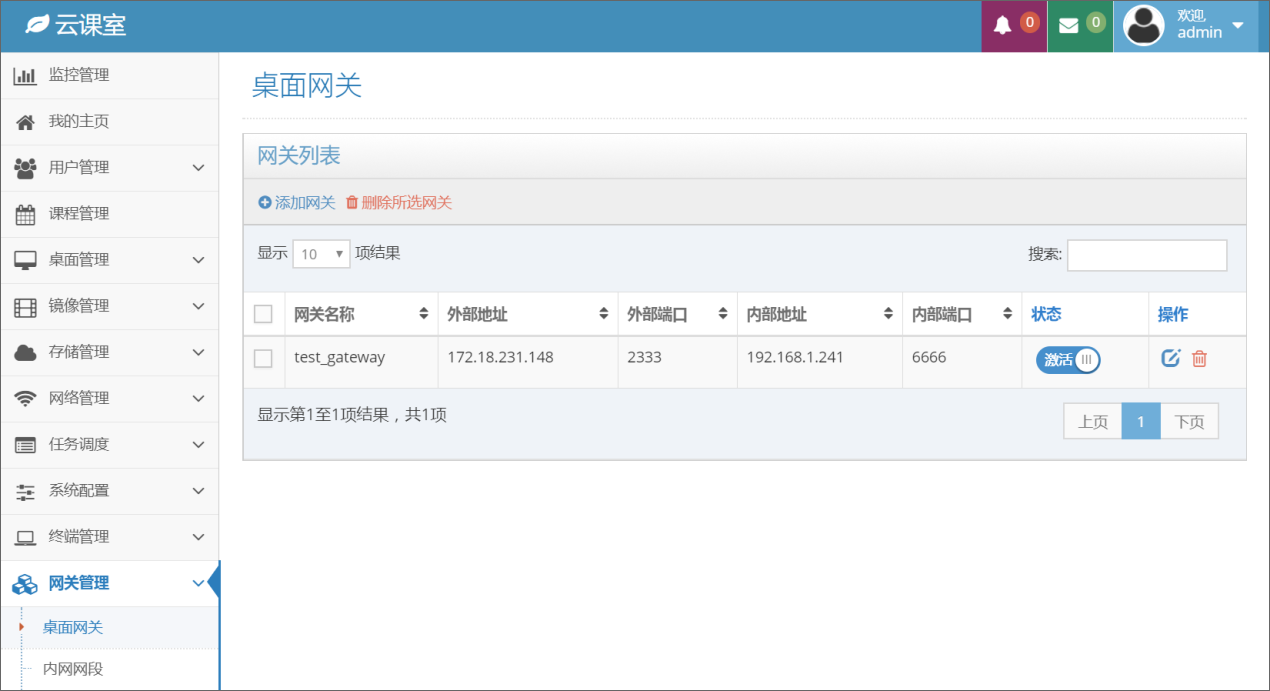 云课室
0
0
欢迎,
admin
监控管理
我的主页
用户管理
课程管理
桌面管理
镜像管理
存储管理
网络管理
任务调度
系统配置
终端管理
网关管理
桌面网关
内网网段
桌面网关
网关列表
添加网关 删除所选网关
显示 10 项结果 搜索:
网关名称 外部地址 外部端口 内部地址 内部端口 状态 操作
test_gateway 172.18.231.148 2333 192.168.1.241 6666 激活
显示第1至1项结果，共1项
上页 1 下页